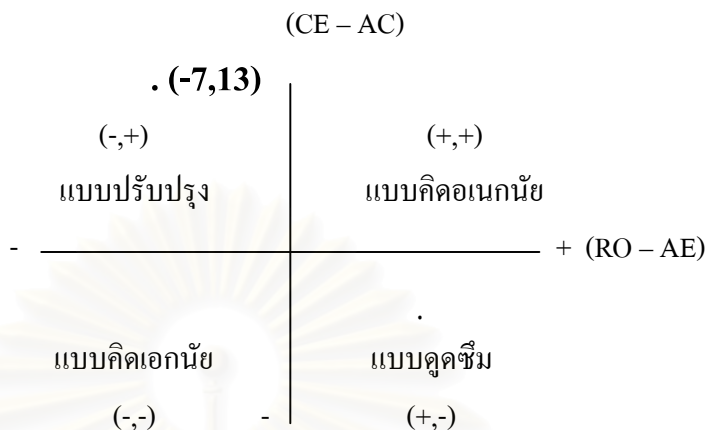 (CE – AC)
. (-7,13)
(-,+) (+,+)
แบบปรับปรุง แบบคิดอเนกนัย
- + (RO – AE)
.
แบบคิดเอกนัย แบบดูดซึม
(-,-) - (+,-)